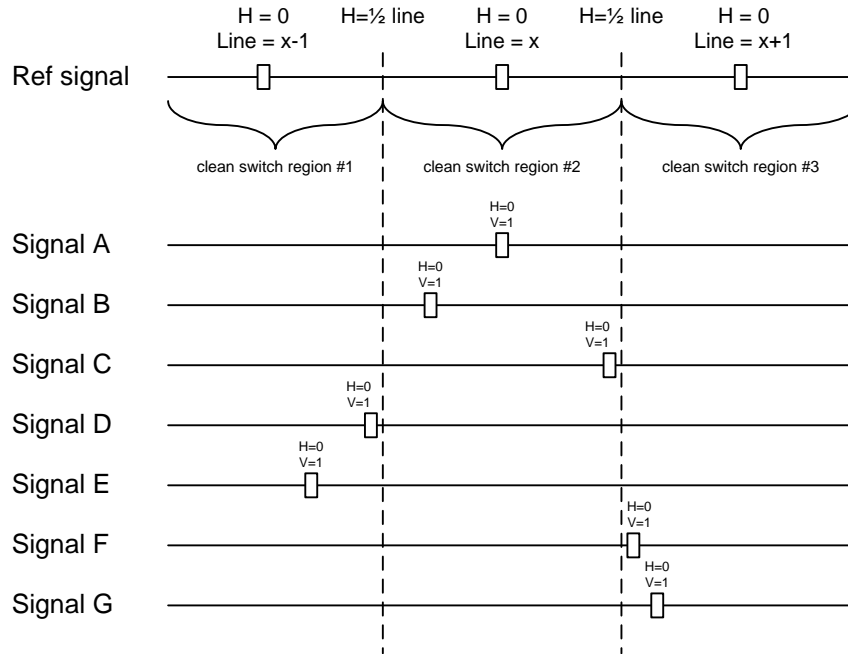 H = 0 H=½ line H = 0 H=½ line H = 0
Line = x-1 Line = x Line = x+1
Ref signal
clean switch region #1 clean switch region #2 clean switch region #3
H=0
V=1
Signal A
H=0
V=1
Signal B
H=0
V=1
Signal C
H=0
V=1
Signal D
H=0
V=1
Signal E
H=0
V=1
Signal F
H=0
V=1
Signal G